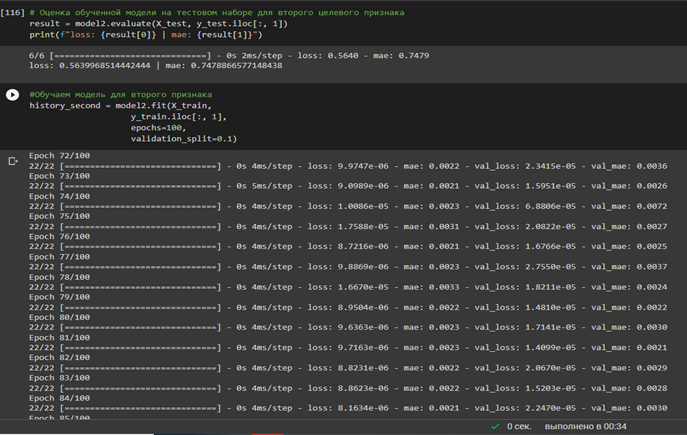 [116] # Оценка обученной модели на тестовом наборе для второго целевого признака
result = model2.evaluate(X_test, y_test.iloc[:, 1])
print(f"loss: {result[0]} | mae: {result[1]}")
6/6 [==============================] - 0s 2ms/step - loss: 0.5640 - mae: 0.7479
loss: 0.5639968514442444 | mae: 0.7478866577148438
#Обучаем модель для второго признака
history_second = model2.fit(X_train,
y_train.iloc[:, 1],
epochs=100,
validation_split=0.1)
Epoch 72/100
22/22 [==============================] - 0s 4ms/step - loss: 9.9747e-06 - mae: 0.0022 - val_loss: 2.3415e-05 - val_mae: 0.0036
Epoch 73/100
22/22 [==============================] - 0s 5ms/step - loss: 9.0989e-06 - mae: 0.0021 - val_loss: 1.5951e-05 - val_mae: 0.0026
Epoch 74/100
22/22 [==============================] - 0s 4ms/step - loss: 1.0086e-05 - mae: 0.0023 - val_loss: 6.8806e-05 - val_mae: 0.0072
Epoch 75/100
22/22 [==============================] - 0s 4ms/step - loss: 1.7588e-05 - mae: 0.0031 - val_loss: 2.0822e-05 - val_mae: 0.0027
Epoch 76/100
22/22 [==============================] - 0s 4ms/step - loss: 8.7216e-06 - mae: 0.0021 - val_loss: 1.6766e-05 - val_mae: 0.0025
Epoch 77/100
22/22 [==============================] - 0s 4ms/step - loss: 9.8869e-06 - mae: 0.0023 - val_loss: 2.7550e-05 - val_mae: 0.0037
Epoch 78/100
22/22 [==============================] - 0s 4ms/step - loss: 1.6670e-05 - mae: 0.0033 - val_loss: 1.8211e-05 - val_mae: 0.0024
Epoch 79/100
22/22 [==============================] - 0s 4ms/step - loss: 8.9504e-06 - mae: 0.0022 - val_loss: 1.4810e-05 - val_mae: 0.0022
Epoch 80/100
22/22 [==============================] - 0s 4ms/step - loss: 9.6363e-06 - mae: 0.0023 - val_loss: 1.7141e-05 - val_mae: 0.0030
Epoch 81/100
22/22 [==============================] - 0s 4ms/step - loss: 9.7163e-06 - mae: 0.0023 - val_loss: 1.4099e-05 - val_mae: 0.0021
Epoch 82/100
22/22 [==============================] - 0s 4ms/step - loss: 8.8231e-06 - mae: 0.0022 - val_loss: 2.0670e-05 - val_mae: 0.0029
Epoch 83/100
22/22 [==============================] - 0s 4ms/step - loss: 8.8623e-06 - mae: 0.0022 - val_loss: 1.5203e-05 - val_mae: 0.0028
Epoch 84/100
22/22 [==============================] - 0s 4ms/step - loss: 8.1634e-06 - mae: 0.0021 - val_loss: 2.2470e-05 - val_mae: 0.0030
Epoch 85/100
0 сек. выполнено в 00:34